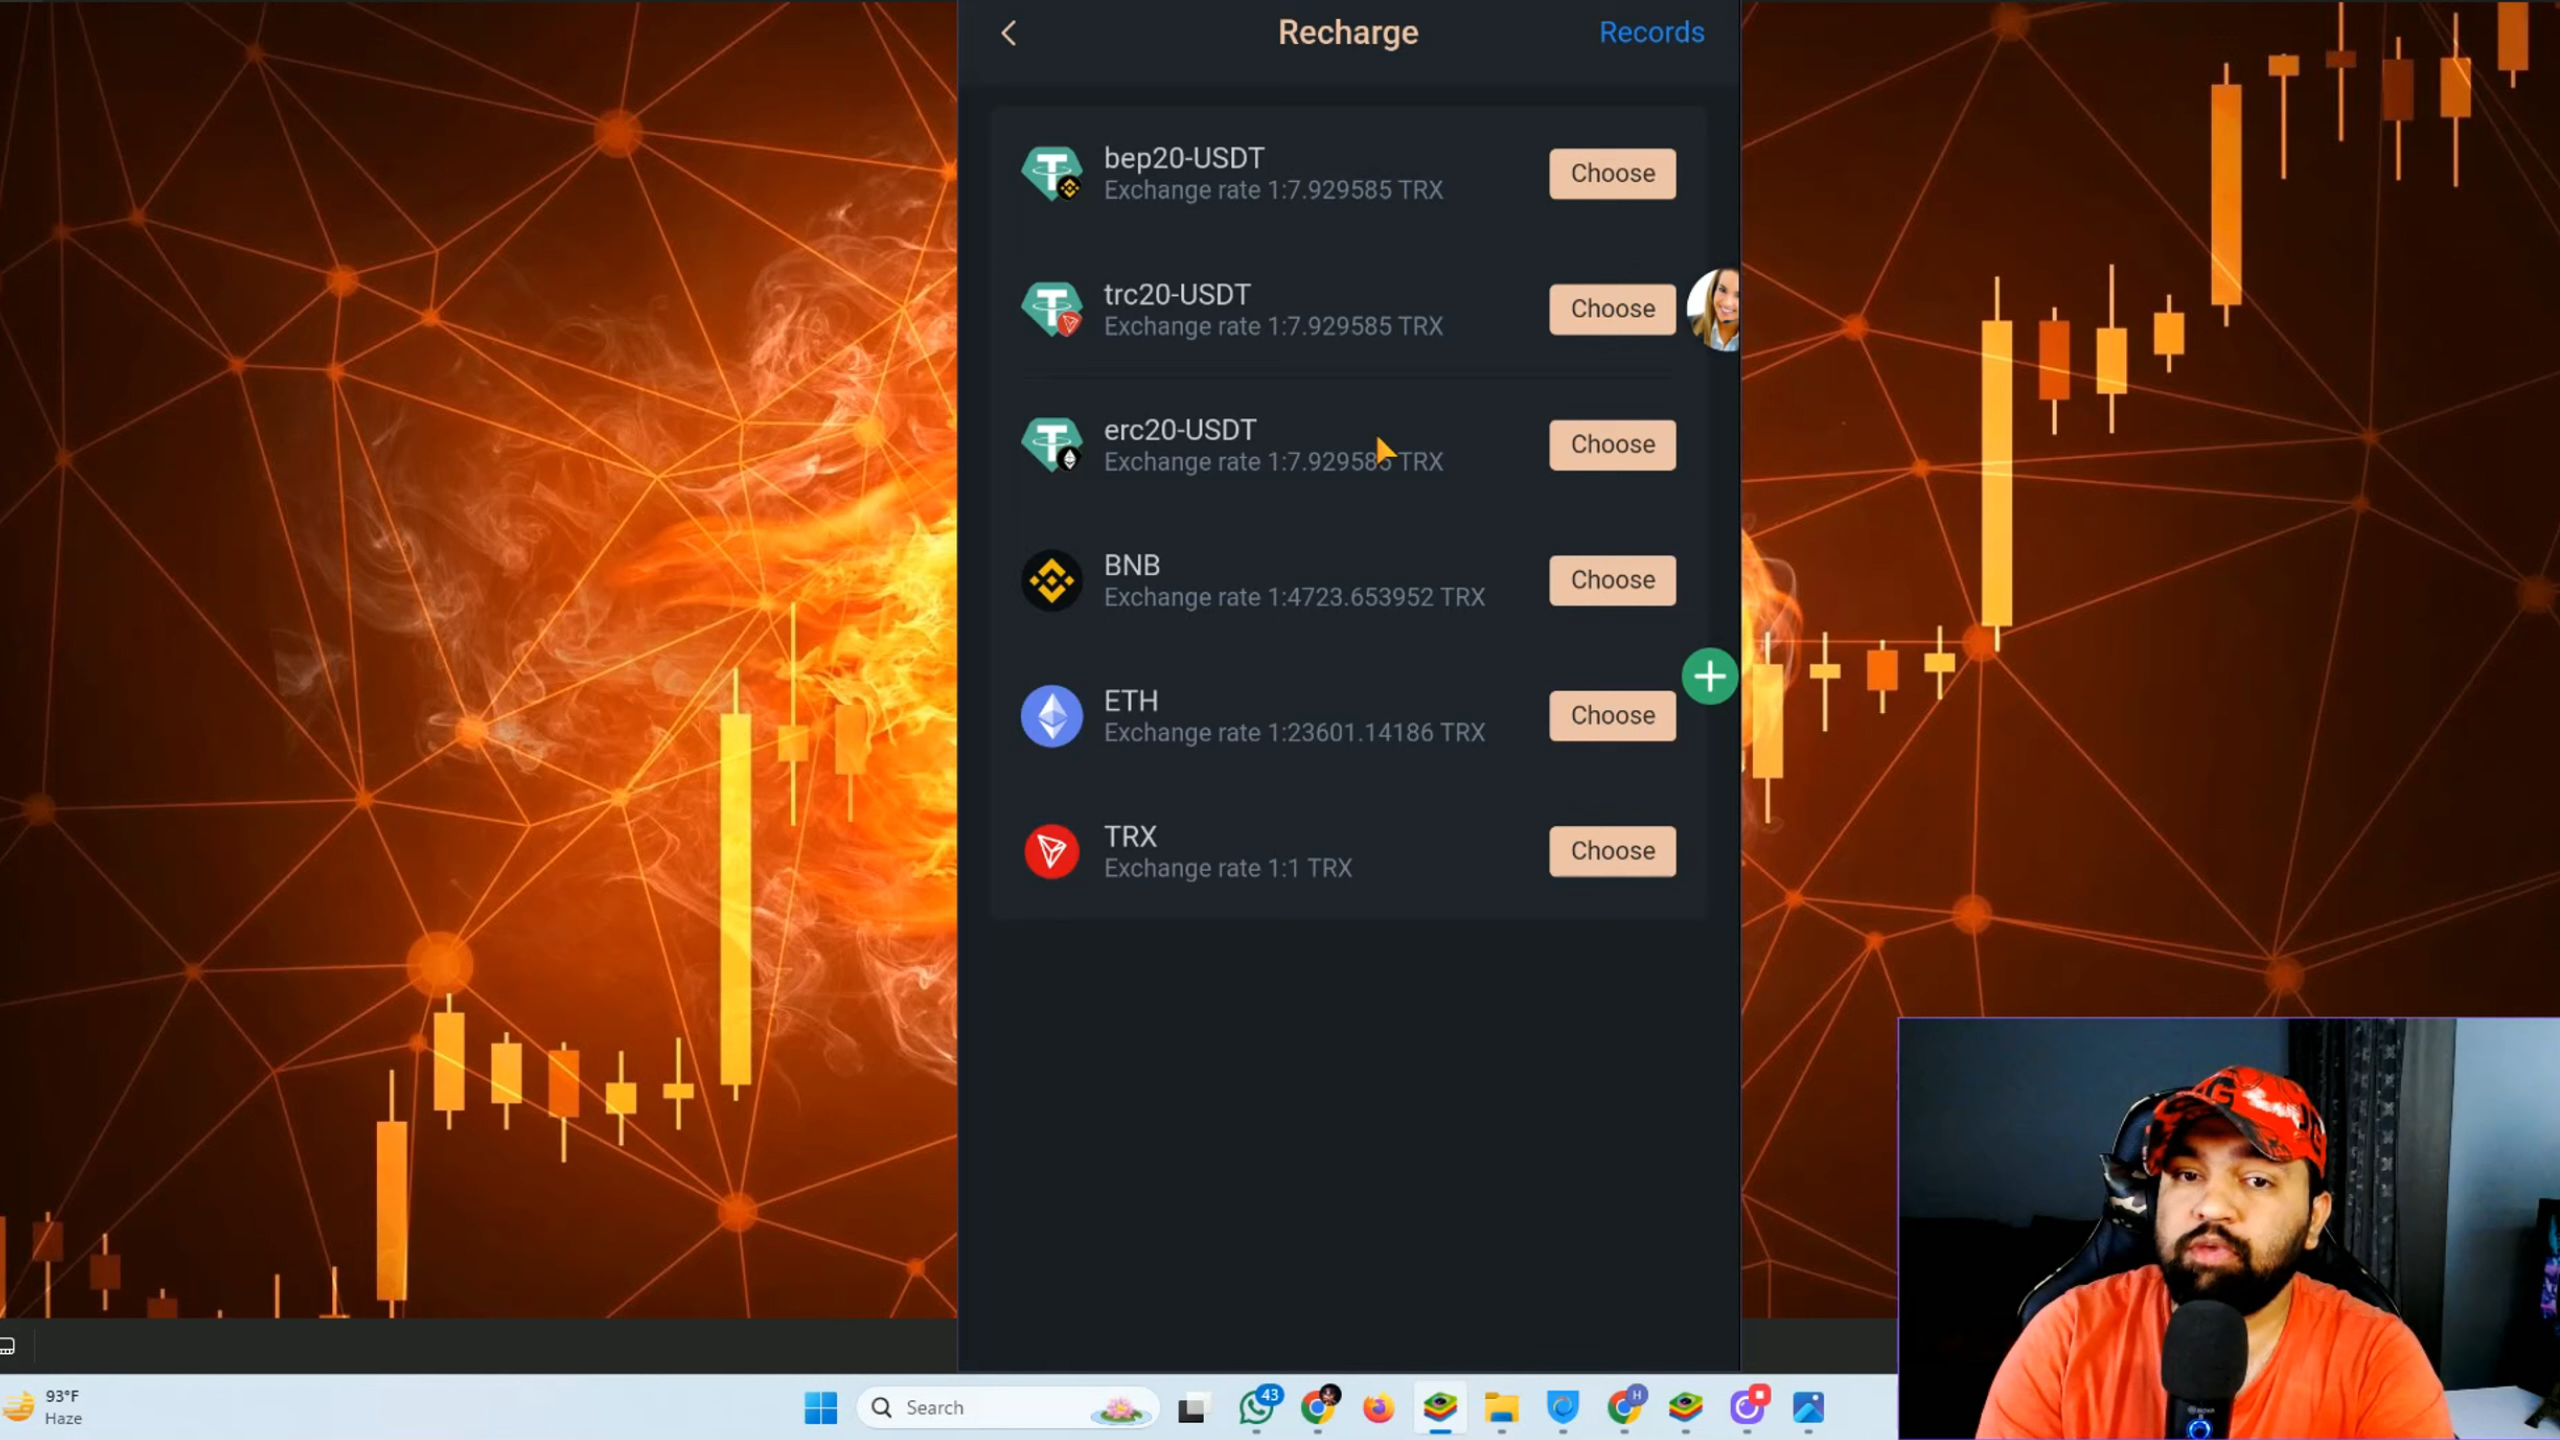 Recharge
Records
bep20-USDT
Exchange rate 1:7.929585 TRX
Choose
trc20-USDT
Exchange rate 1:7.929585 TRX
Choose
erc20-USDT
Exchange rate 1:7.929585 TRX
Choose
BNB
Exchange rate 1:4723.653952 TRX
Choose
ETH
Exchange rate 1:23601.14186 TRX
Choose
TRX
Exchange rate 1:1 TRX
Choose
93°F
Haze
Search
43
H